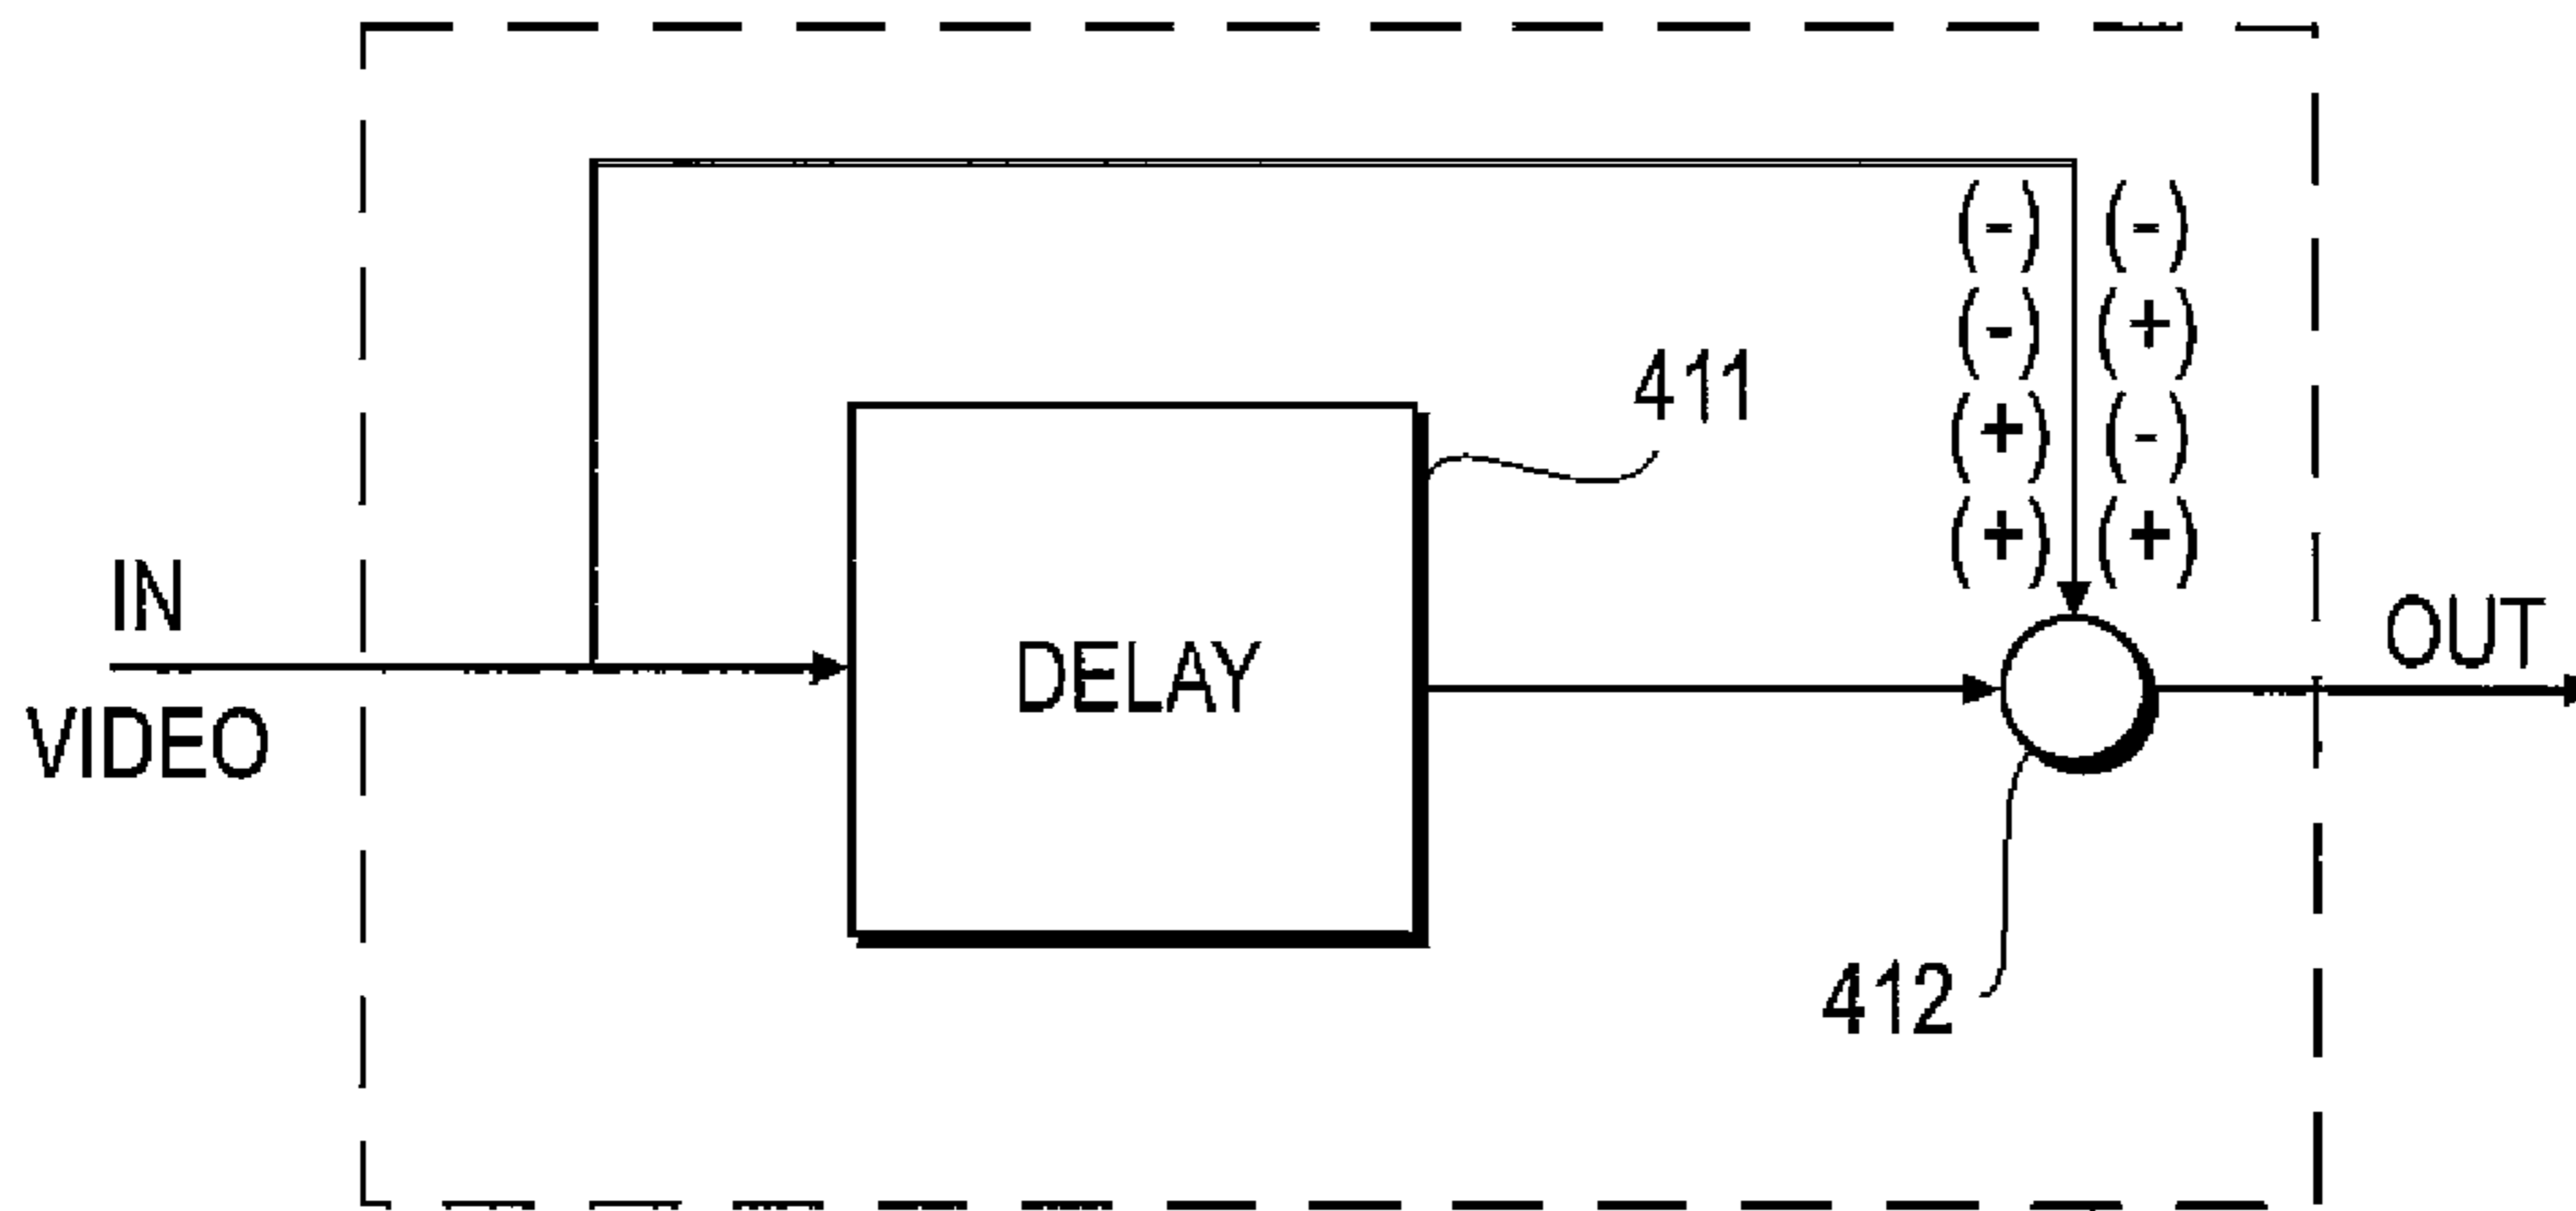 (-) (-)
(-) (+)
411
(+) (-)
(+) (+)
IN
OUT
DELAY
VIDEO
412